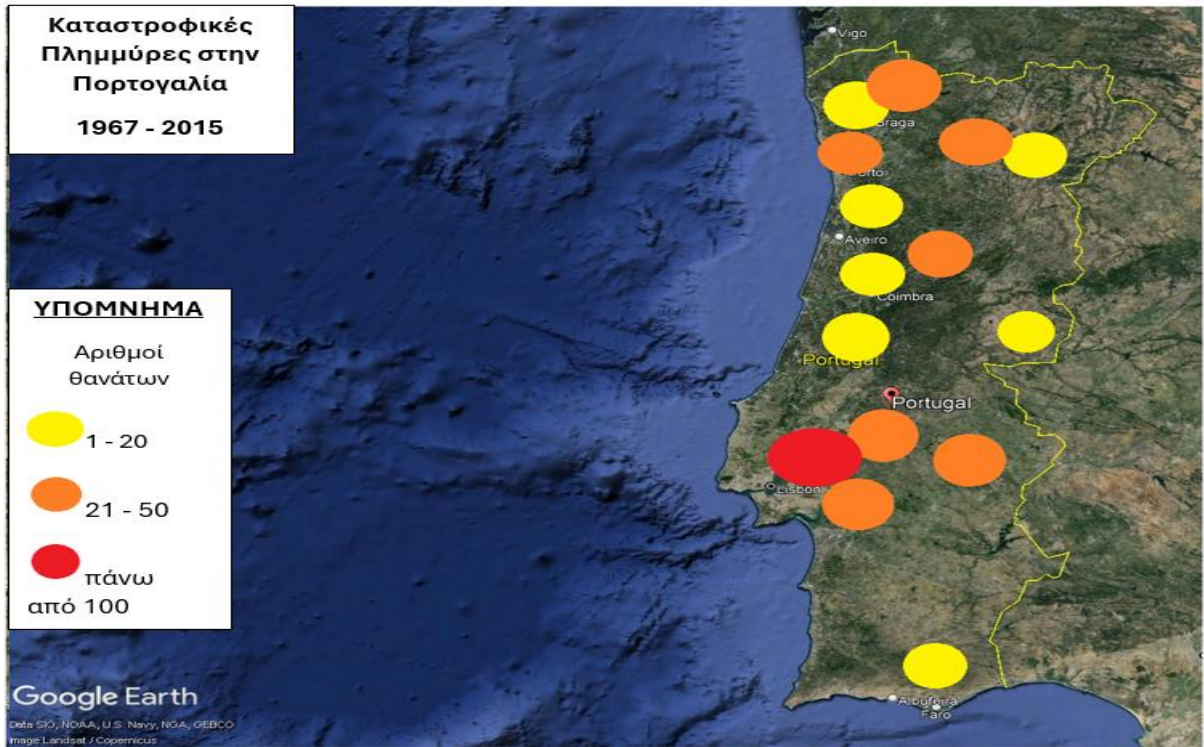 Καταστροφικές
Πλημμύρες στην
Πορτογαλία
1967 - 2015
Vigo
Braga
Aveiro
Coimbra
Portugal
Portugal
Lisbon
Albufeira
Faro
ΥΠΟΜΝΗΜΑ
Αριθμοί
θανάτων
1 - 20
21 - 50
πάνω
από 100
Google Earth
Data SIO, NOAA, U.S. Navy, NGA, GEBCO
Image Landsat / Copernicus